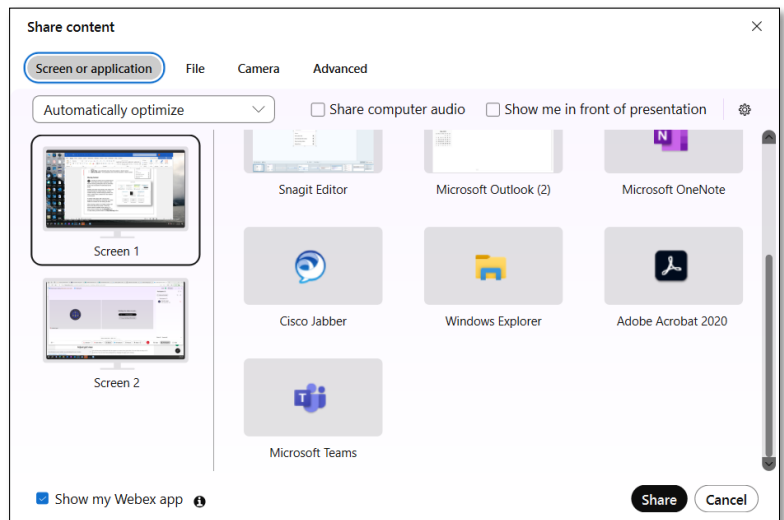 Share content
Screen or application File Camera Advanced
Automatically optimize Share computer audio Show me in front of presentation
Screen 1
Screen 2
Snagit Editor Microsoft Outlook (2) Microsoft OneNote
Cisco Jabber Windows Explorer Adobe Acrobat 2020
Microsoft Teams
Show my Webex app
Share Cancel